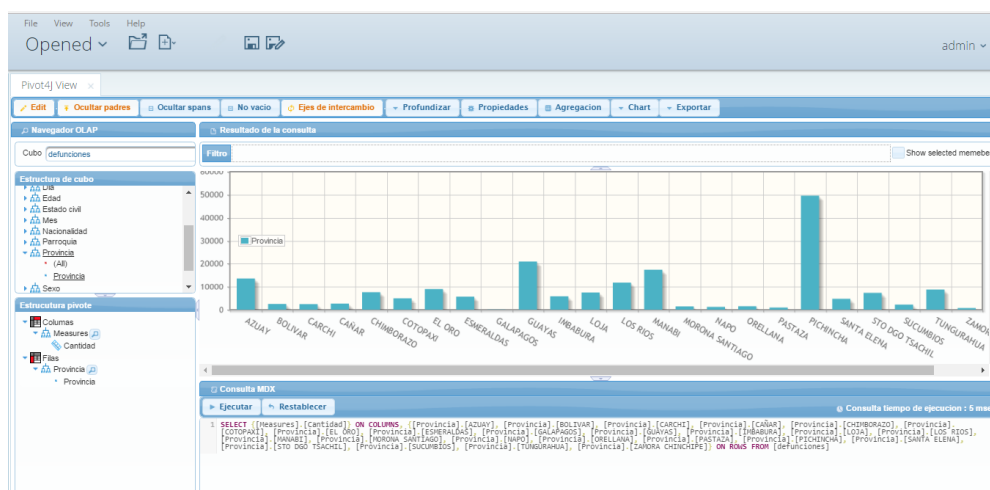 File View Tools Help
Opened
admin
Pivot4J View ×
Edit Ocultar padres Ocultar spans No vacio Ejes de intercambio Profundizar Propiedades Agregacion Chart Exportar
Navegador OLAP
Cubo defunciones
Estructura de cubo
Dia
Edad
Estado civil
Mes
Nacionalidad
Parroquia
Provincia
(All)
Provincia
Sexo
Estrucutura pivote
Columas
Measures
Cantidad
Filas
Provincia
Provincia
Resultado de la consulta
Filtro
Show selected memebe
60000
50000
40000
30000
20000
10000
0
Provincia
AZUAY
BOLIVAR
CARCHI
CAÑAR
CHIMBORAZO
COTOPAXI
EL ORO
ESMERALDAS
GALAPAGOS
GUAYAS
IMBABURA
LOJA
LOS RIOS
MANABI
MORONA SANTIAGO
NAPO
ORELLANA
PASTAZA
PICHINCHA
SANTA ELENA
STO DGO TSACHIL
SUCUMBIOS
TUNGURAHUA
ZAMOR
Consulta MDX
Ejecutar Restablecer
Consulta tiempo de ejecucion : 5 mse
1 SELECT {[Measures].[Cantidad]} ON COLUMNS, {[Provincia].[AZUAY], [Provincia].[BOLIVAR], [Provincia].[CARCHI], [Provincia].[CAÑAR], [Provincia].[CHIMBORAZO], [Provincia].
[COTOPAXI], [Provincia].[EL ORO], [Provincia].[ESMERALDAS], [Provincia].[GALAPAGOS], [Provincia].[GUAYAS], [Provincia].[IMBABURA], [Provincia].[LOJA], [Provincia].[LOS RIOS],
[Provincia].[MANABI], [Provincia].[MORONA SANTIAGO], [Provincia].[NAPO], [Provincia].[ORELLANA], [Provincia].[PASTAZA], [Provincia].[PICHINCHA], [Provincia].[SANTA ELENA],
[Provincia].[STO DGO TSACHIL], [Provincia].[SUCUMBIOS], [Provincia].[TUNGURAHUA], [Provincia].[ZAMORA CHINCHIPE]} ON ROWS FROM [defunciones]